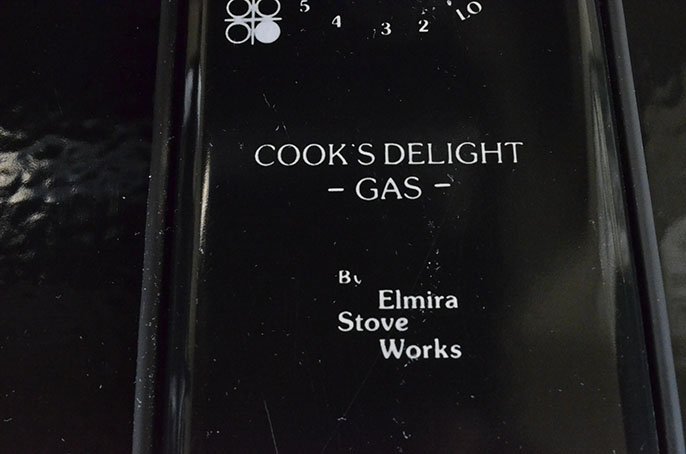 5 4 3 2 LO
COOK'S DELIGHT
- GAS -
By
Elmira
Stove
Works